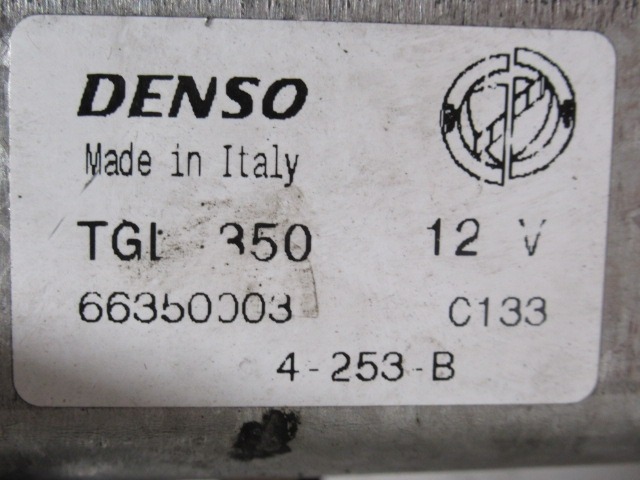 DENSO
Made in Italy
TGL 350 12 V
66350003 C133
4-253-B